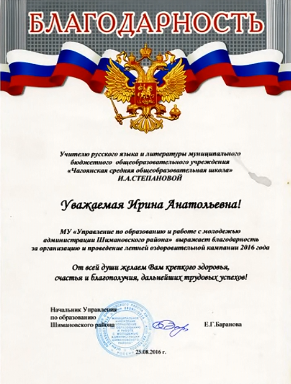 БЛАГОДАРНОСТЬ
Учителю русского языка и литературы муниципального
бюджетного общеобразовательного учреждения
«Чагоянская средняя общеобразовательная школа»
И.А.СТЕПАНОВОЙ
Уважаемая Ирина Анатольевна!
МУ «Управление по образованию и работе с молодежью
администрации Шимановского района» выражает благодарность
за организацию и проведение летней оздоровительной кампании 2016 года
От всей души желаем Вам крепкого здоровья,
счастья и благополучия, дальнейших трудовых успехов!
Начальник Управления
по образованию
Шимановского района
Е.Г.Баранова
25.08.2016 г.